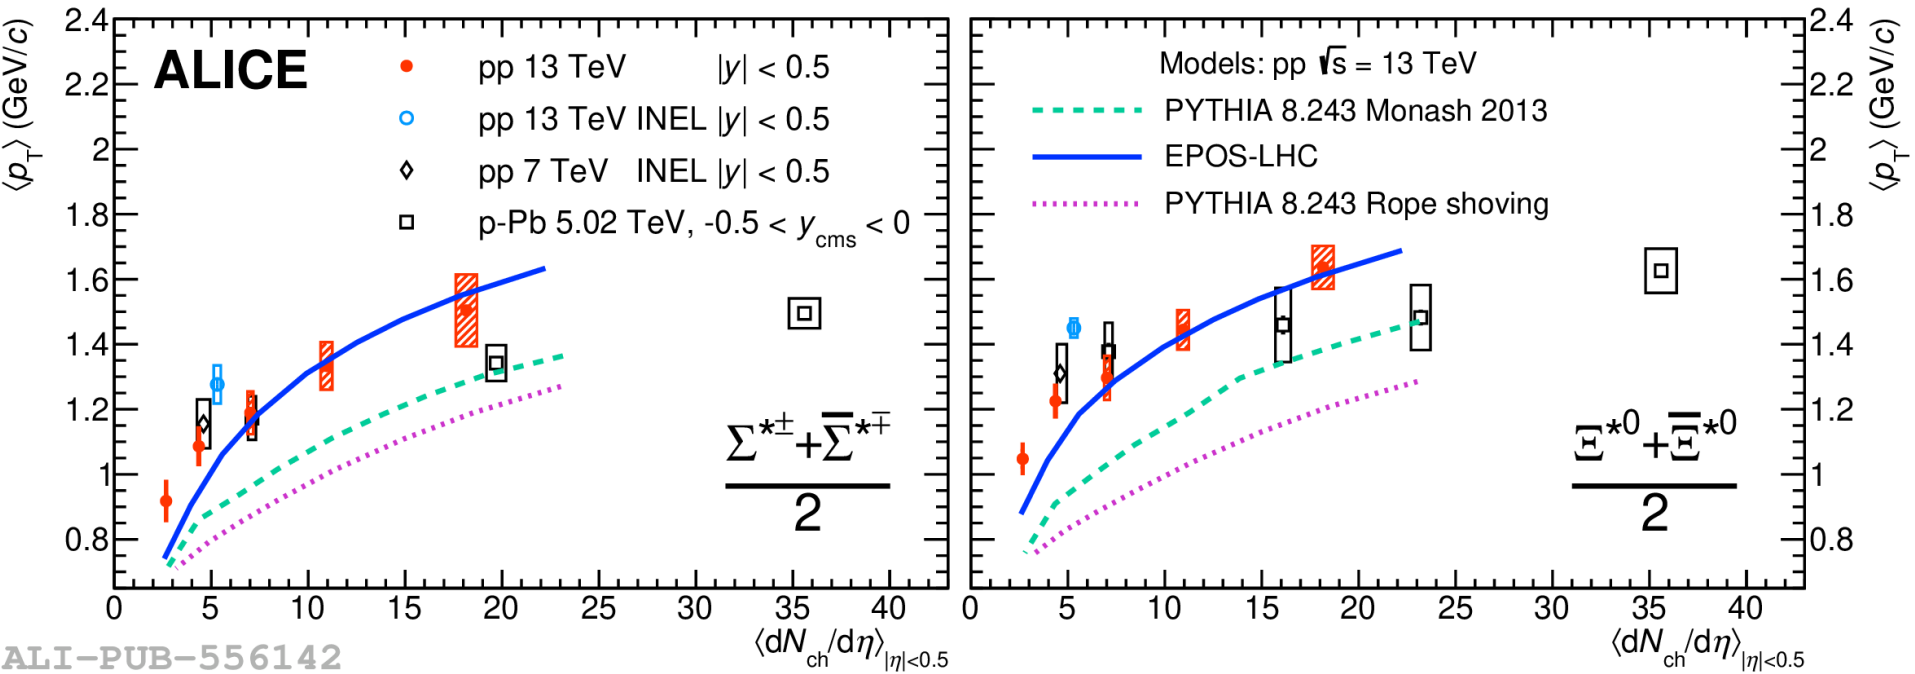 ALICE
pp 13 TeV |y| < 0.5
pp 13 TeV INEL |y| < 0.5
pp 7 TeV INEL |y| < 0.5
p-Pb 5.02 TeV, -0.5 < y_cms < 0
⟨p_T⟩ (GeV/c)
2.4
2.2
2
1.8
1.6
1.4
1.2
1
0.8
Σ*± + Σ̅*∓
2
0 5 10 15 20 25 30 35 40
⟨dN_ch/dη⟩_|η|<0.5
Models: pp √s = 13 TeV
PYTHIA 8.243 Monash 2013
EPOS-LHC
PYTHIA 8.243 Rope shoving
Ξ*0 + Ξ̅*0
2
2.4
2.2
2
1.8
1.6
1.4
1.2
1
0.8
⟨p_T⟩ (GeV/c)
0 5 10 15 20 25 30 35 40
⟨dN_ch/dη⟩_|η|<0.5
ALI-PUB-556142